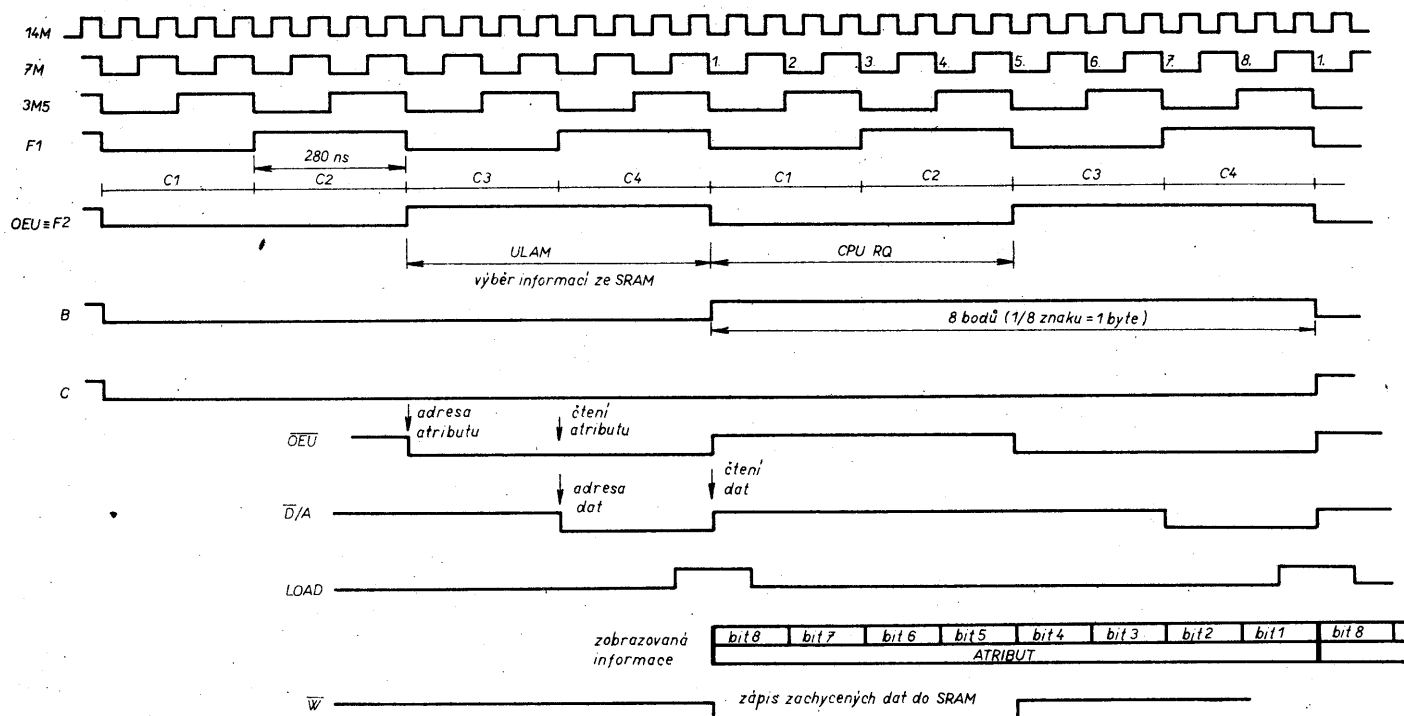 14M
7M 1. 2. 3. 4. 5. 6. 7. 8. 1.
3M5
F1
280 ns
C1 C2 C3 C4 C1 C2 C3 C4
OEU≡F2
ULAM CPU RQ
výběr informací ze SRAM
B
8 bodů (1/8 znaku = 1 byte)
C
adresa
atributu
čtení
atributu
O̅E̅U̅
adresa
dat
čtení
dat
D̅/A
LOAD
zobrazovaná
informace
bit 8 bit 7 bit 6 bit 5 bit 4 bit 3 bit 2 bit 1 bit 8
ATRIBUT
W̅
zápis zachycených dat do SRAM